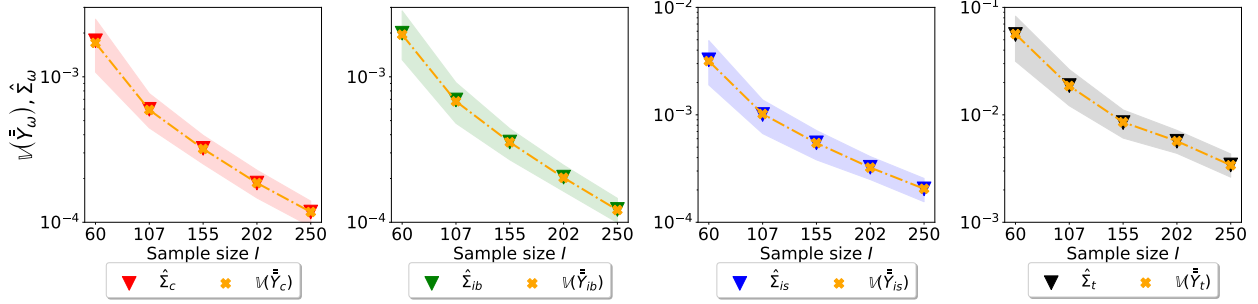 𝕍(Ȳ̄_ω), Σ̂_ω
10⁻³
10⁻⁴
60 107 155 202 250
Sample size I
Σ̂_c 𝕍(Ȳ̄_c)
10⁻³
10⁻⁴
60 107 155 202 250
Sample size I
Σ̂_ib 𝕍(Ȳ̄_ib)
10⁻²
10⁻³
10⁻⁴
60 107 155 202 250
Sample size I
Σ̂_is 𝕍(Ȳ̄_is)
10⁻¹
10⁻²
10⁻³
60 107 155 202 250
Sample size I
Σ̂_t 𝕍(Ȳ̄_t)